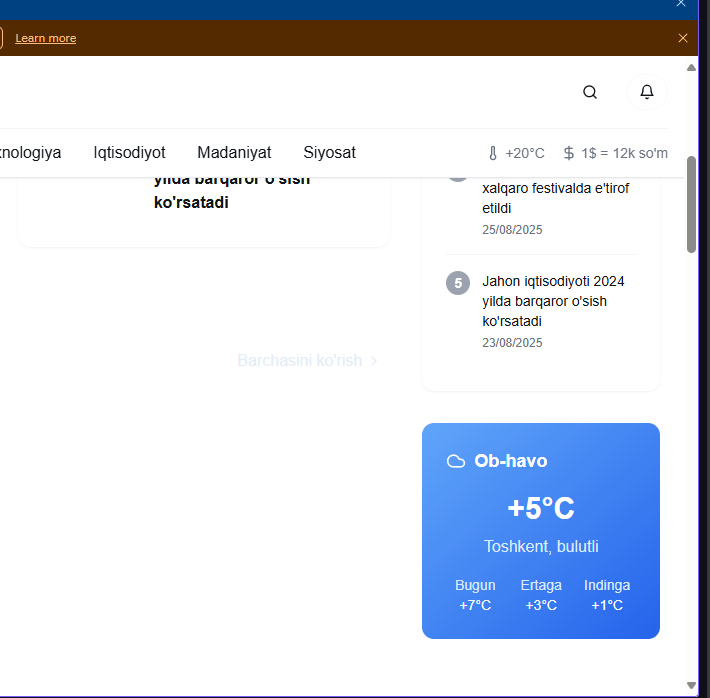 Learn more
Iqtisodiyot Madaniyat Siyosat
+20°C $ 1$ = 12k so'm
yilda barqaror o'sish
ko'rsatadi
xalqaro festivalda e'tirof
etildi
25/08/2025
5 Jahon iqtisodiyoti 2024
yilda barqaror o'sish
ko'rsatadi
23/08/2025
Barchasini ko'rish
Ob-havo
+5°C
Toshkent, bulutli
Bugun Ertaga Indinga
+7°C +3°C +1°C